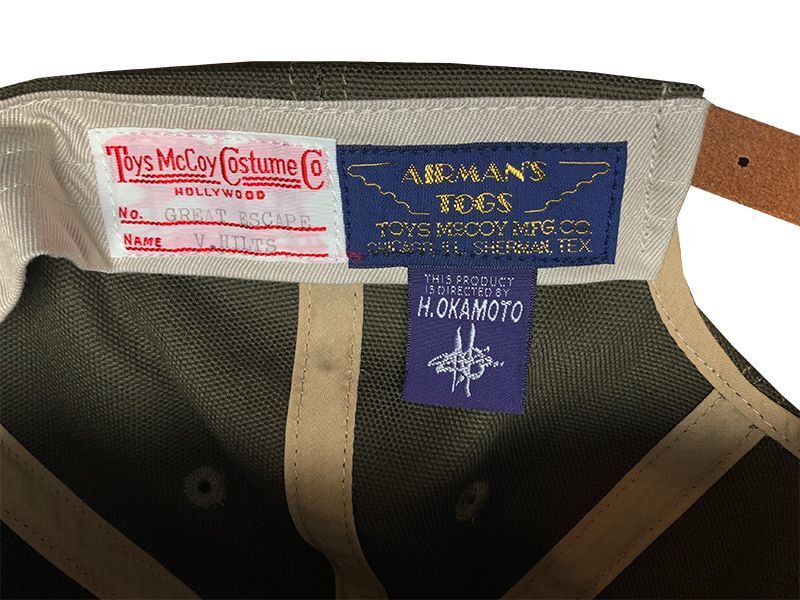 Toys McCoy Costume Co
HOLLYWOOD
No. GREAT ESCAPE
NAME V.HILTS
AIRMAN'S
TOGS
TOYS McCOY MFG.CO.
CHICAGO, ILL. SHERMAN, TEX.
THIS PRODUCT
IS DIRECTED BY
H.OKAMOTO